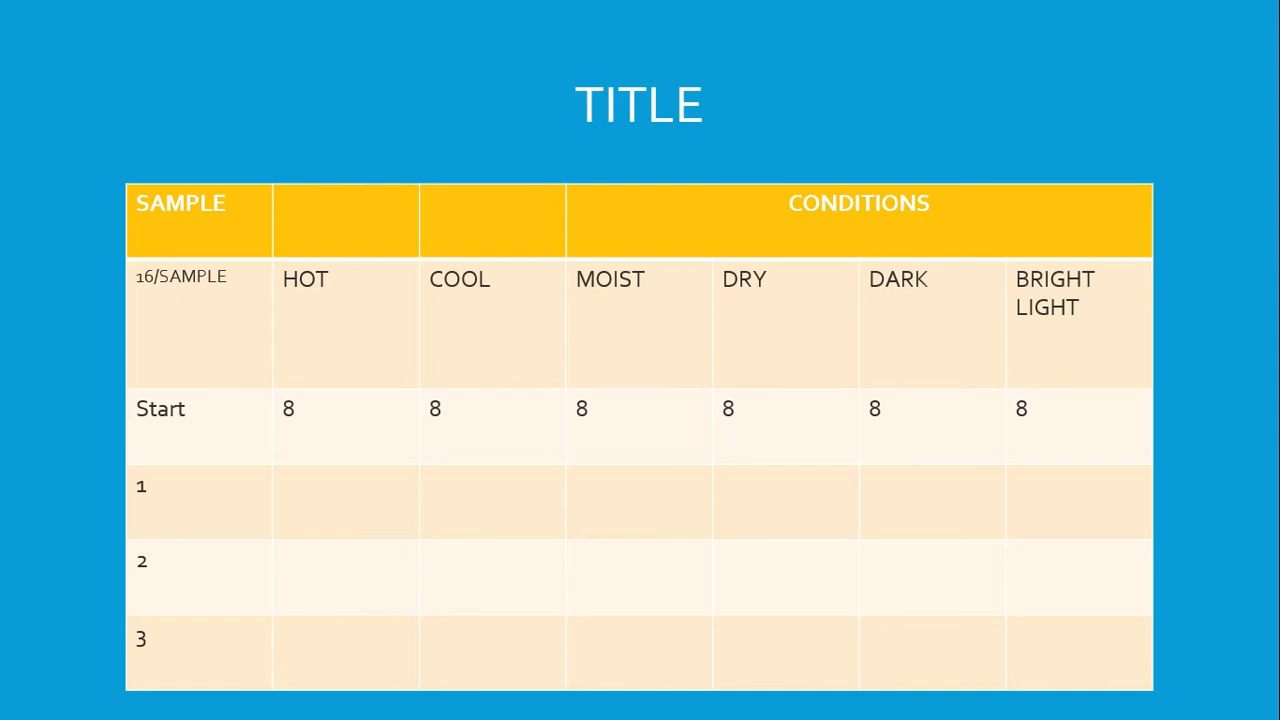 TITLE
SAMPLE CONDITIONS
16/SAMPLE HOT COOL MOIST DRY DARK BRIGHT
LIGHT
Start 8 8 8 8 8 8
1
2
3